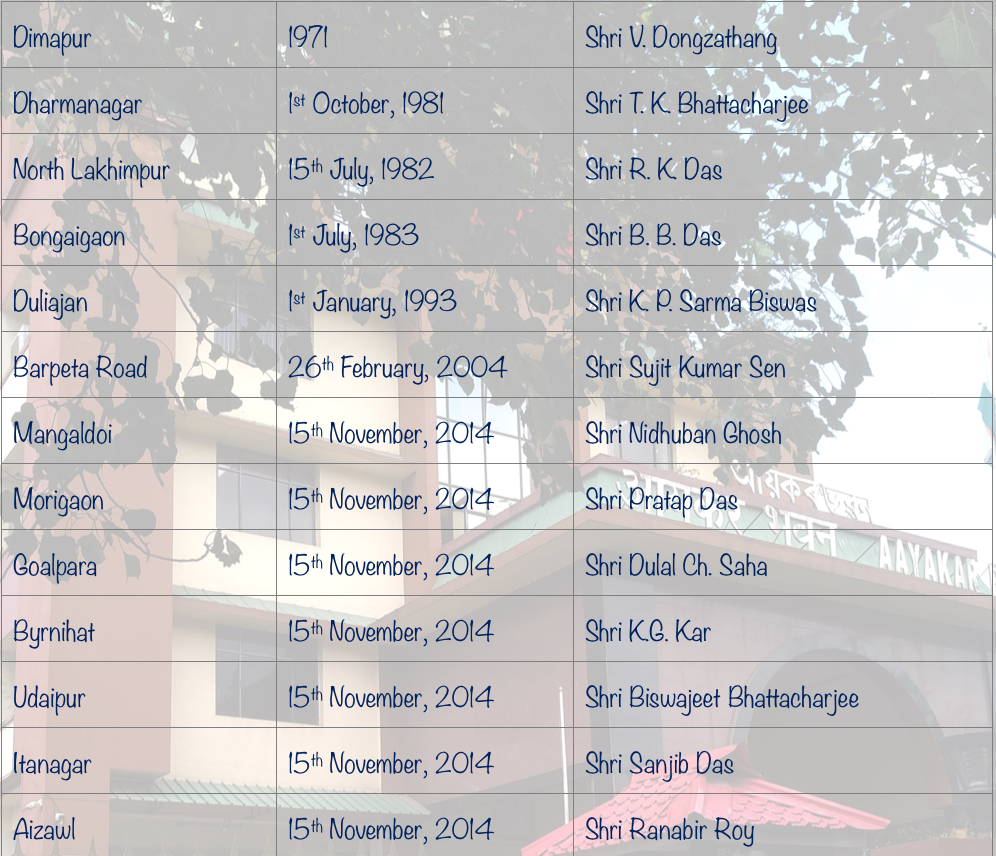 Dimapur 1971 Shri V. Dongzathang
Dharmanagar 1st October, 1981 Shri T. K. Bhattacharjee
North Lakhimpur 15th July, 1982 Shri R. K. Das
Bongaigaon 1st July, 1983 Shri B. B. Das
Duliajan 1st January, 1993 Shri K. P. Sarma Biswas
Barpeta Road 26th February, 2004 Shri Sujit Kumar Sen
Mangaldoi 15th November, 2014 Shri Nidhuban Ghosh
Morigaon 15th November, 2014 Shri Pratap Das
Goalpara 15th November, 2014 Shri Dulal Ch. Saha
Byrnihat 15th November, 2014 Shri K.G. Kar
Udaipur 15th November, 2014 Shri Biswajeet Bhattacharjee
Itanagar 15th November, 2014 Shri Sanjib Das
Aizawl 15th November, 2014 Shri Ranabir Roy
भवन
AAYAKAR